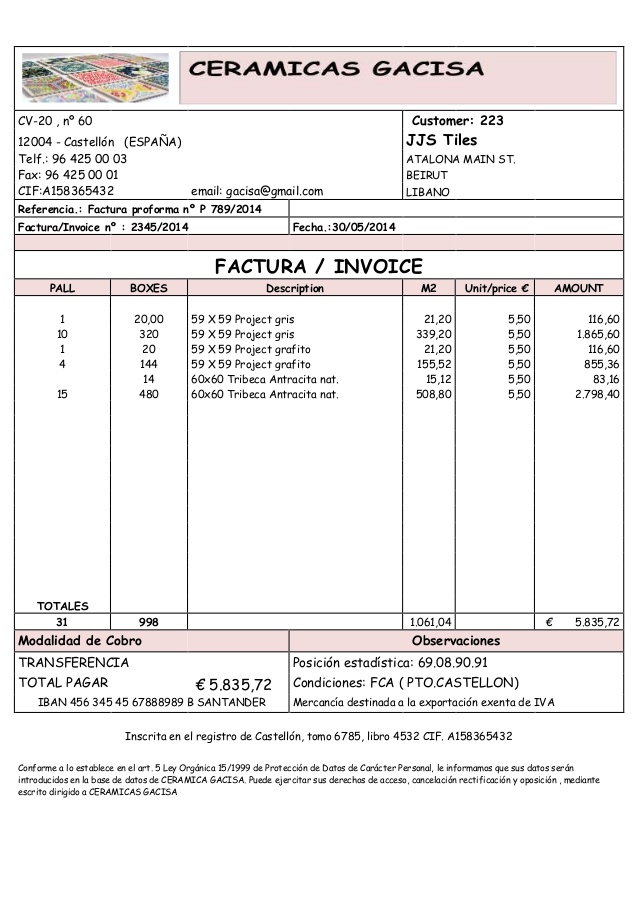 CERAMICAS GACISA
CV-20 , nº 60
12004 - Castellón (ESPAÑA)
Telf.: 96 425 00 03
Fax: 96 425 00 01
CIF:A158365432 email: gacisa@gmail.com
Customer: 223
JJS Tiles
ATALONA MAIN ST.
BEIRUT
LIBANO
Referencia.: Factura proforma nº P 789/2014
Factura/Invoice nº : 2345/2014 Fecha.:30/05/2014
FACTURA / INVOICE
PALL BOXES Description M2 Unit/price € AMOUNT
1 20,00 59 X 59 Project gris 21,20 5,50 116,60
10 320 59 X 59 Project gris 339,20 5,50 1.865,60
1 20 59 X 59 Project grafito 21,20 5,50 116,60
4 144 59 X 59 Project grafito 155,52 5,50 855,36
14 60x60 Tribeca Antracita nat. 15,12 5,50 83,16
15 480 60x60 Tribeca Antracita nat. 508,80 5,50 2.798,40
TOTALES
31 998 1.061,04 € 5.835,72
Modalidad de Cobro Observaciones
TRANSFERENCIA Posición estadística: 69.08.90.91
TOTAL PAGAR € 5.835,72 Condiciones: FCA ( PTO.CASTELLON)
IBAN 456 345 45 67888989 B SANTANDER Mercancía destinada a la exportación exenta de IVA
Inscrita en el registro de Castellón, tomo 6785, libro 4532 CIF. A158365432
Conforme a lo establece en el art. 5 Ley Orgánica 15/1999 de Protección de Datos de Carácter Personal, le informamos que sus datos serán
introducidos en la base de datos de CERAMICA GACISA. Puede ejercitar sus derechos de acceso, cancelación rectificación y oposición , mediante
escrito dirigido a CERAMICAS GACISA